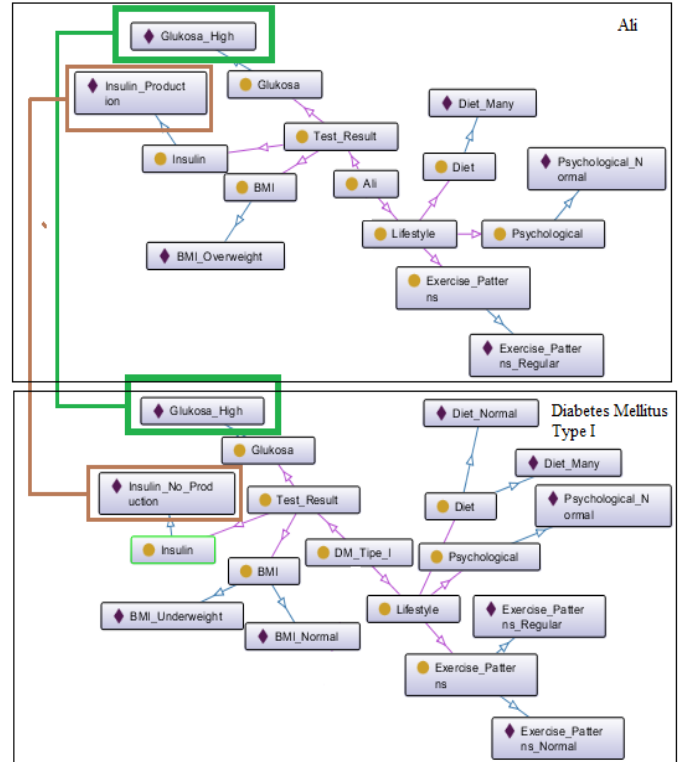 Ali
Glukosa_High
Insulin_Product
ion
Glukosa
Diet_Many
Test_Result
Insulin
Diet
Psychological_N
ormal
BMI
Ali
Lifestyle
Psychological
BMI_Overweight
Exercise_Patter
ns
Exercise_Patter
ns_Regular
Diabetes Mellitus
Type I
Glukosa_High
Diet_Normal
Glukosa
Diet_Many
Insulin_No_Prod
uction
Test_Result
Diet
Psychological_N
ormal
Insulin
DM_Tipe_I
Psychological
BMI
Lifestyle
BMI_Underweight
BMI_Normal
Exercise_Patter
ns_Regular
Exercise_Patter
ns
Exercise_Patter
ns_Normal